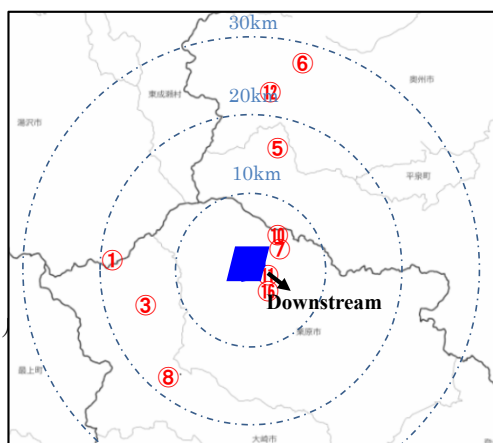 30km
⑥
東成瀬村
⑫
奥州市
湯沢市
20km
⑤
平泉町
10km
⑩
⑦
①
⑪
⑮
Downstream
③
栗原市
最上町
⑧
大崎市